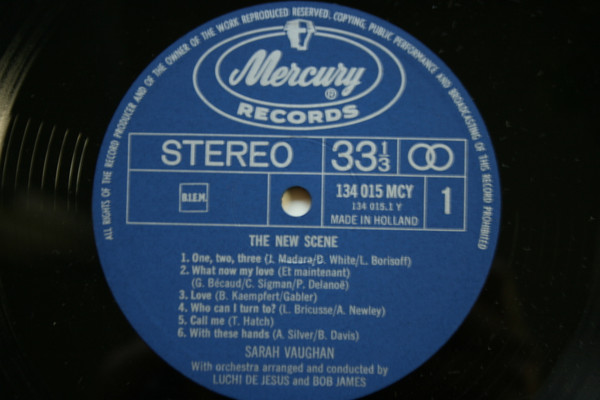 ALL RIGHTS OF THE RECORD PRODUCER AND OF THE OWNER OF THE WORK REPRODUCED RESERVED. COPYING, PUBLIC PERFORMANCE AND BROADCASTING OF THIS RECORD PROHIBITED
Mercury ®
RECORDS
STEREO 33 1/3
B.I.E.M. 134 015 MCY 1
134 015.1 Y
MADE IN HOLLAND
THE NEW SCENE
1. One, two, three (J. Madara/D. White/L. Borisoff)
2. What now my love (Et maintenant)
(G. Bécaud/C. Sigman/P. Delanoë)
3. Love (B. Kaempfert/Gabler)
4. Who can I turn to? (L. Bricusse/A. Newley)
5. Call me (T. Hatch)
6. With these hands (A. Silver/B. Davis)
SARAH VAUGHAN
With orchestra arranged and conducted by
LUCHI DE JESUS and BOB JAMES